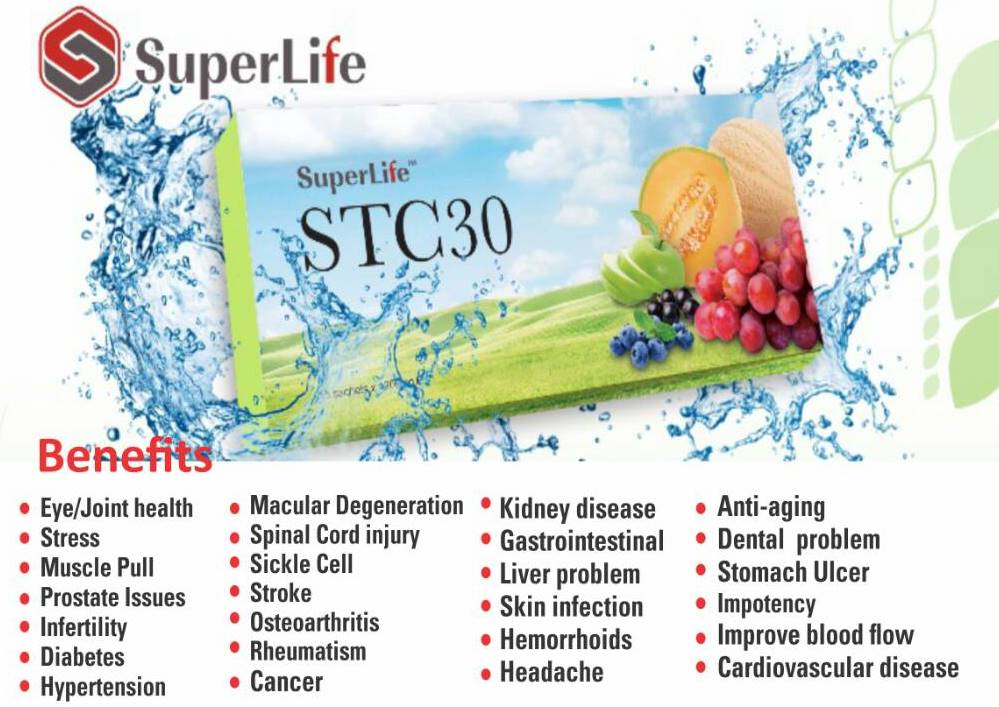 SuperLife
SuperLife™
STC30
sachets x
Benefits
Eye/Joint health
Stress
Muscle Pull
Prostate Issues
Infertility
Diabetes
Hypertension
Macular Degeneration
Spinal Cord injury
Sickle Cell
Stroke
Osteoarthritis
Rheumatism
Cancer
Kidney disease
Gastrointestinal
Liver problem
Skin infection
Hemorrhoids
Headache
Anti-aging
Dental problem
Stomach Ulcer
Impotency
Improve blood flow
Cardiovascular disease